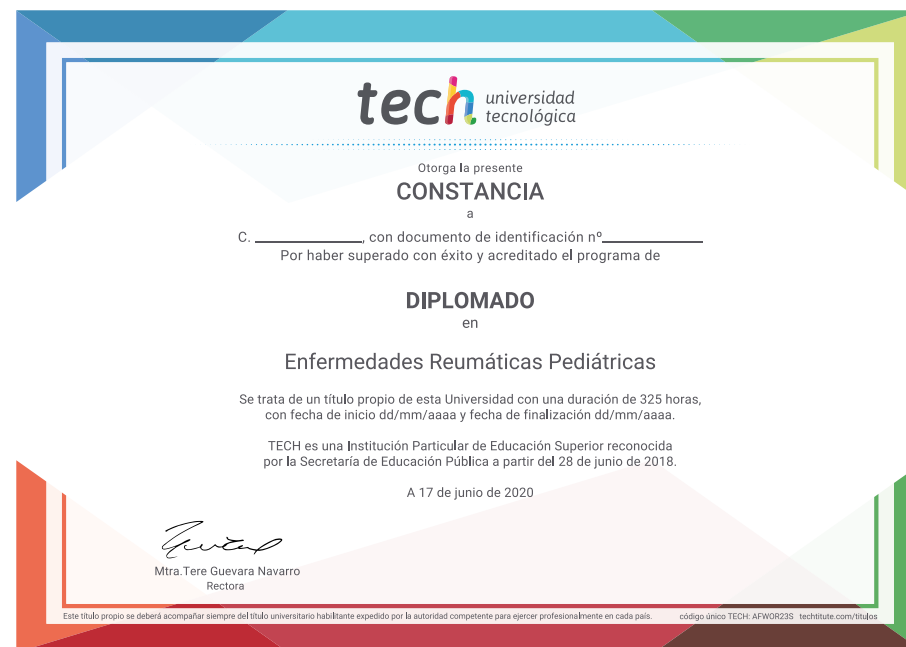 tech universidad
tecnológica
Otorga la presente
CONSTANCIA
a
C. ____________, con documento de identificación nº____________
Por haber superado con éxito y acreditado el programa de
DIPLOMADO
en
Enfermedades Reumáticas Pediátricas
Se trata de un título propio de esta Universidad con una duración de 325 horas,
con fecha de inicio dd/mm/aaaa y fecha de finalización dd/mm/aaaa.
TECH es una Institución Particular de Educación Superior reconocida
por la Secretaría de Educación Pública a partir del 28 de junio de 2018.
A 17 de junio de 2020
Mtra.Tere Guevara Navarro
Rectora
Este título propio se deberá acompañar siempre del título universitario habilitante expedido por la autoridad competente para ejercer profesionalmente en cada país. código único TECH: AFWOR23S techtitute.com/titulos